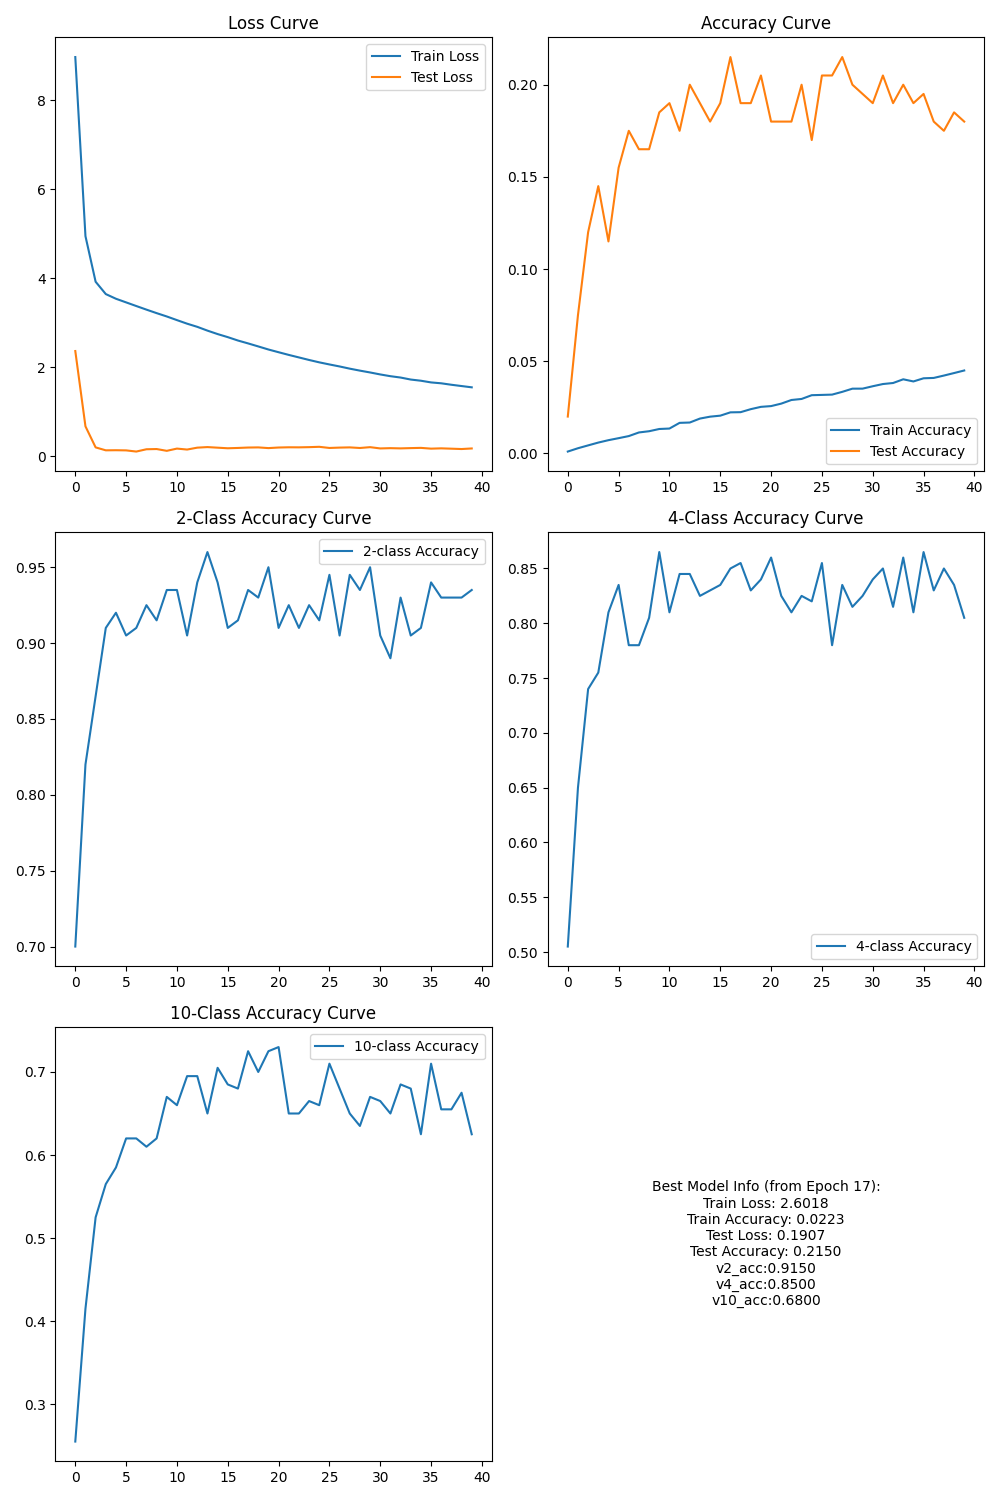 Loss Curve
Train Loss
Test Loss
8
6
4
2
0
0 5 10 15 20 25 30 35 40
Accuracy Curve
0.20
0.15
0.10
0.05
0.00
Train Accuracy
Test Accuracy
0 5 10 15 20 25 30 35 40
2-Class Accuracy Curve
2-class Accuracy
0.95
0.90
0.85
0.80
0.75
0.70
0 5 10 15 20 25 30 35 40
4-Class Accuracy Curve
0.85
0.80
0.75
0.70
0.65
0.60
0.55
0.50
4-class Accuracy
0 5 10 15 20 25 30 35 40
10-Class Accuracy Curve
10-class Accuracy
0.7
0.6
0.5
0.4
0.3
0 5 10 15 20 25 30 35 40
Best Model Info (from Epoch 17):
Train Loss: 2.6018
Train Accuracy: 0.0223
Test Loss: 0.1907
Test Accuracy: 0.2150
v2_acc:0.9150
v4_acc:0.8500
v10_acc:0.6800